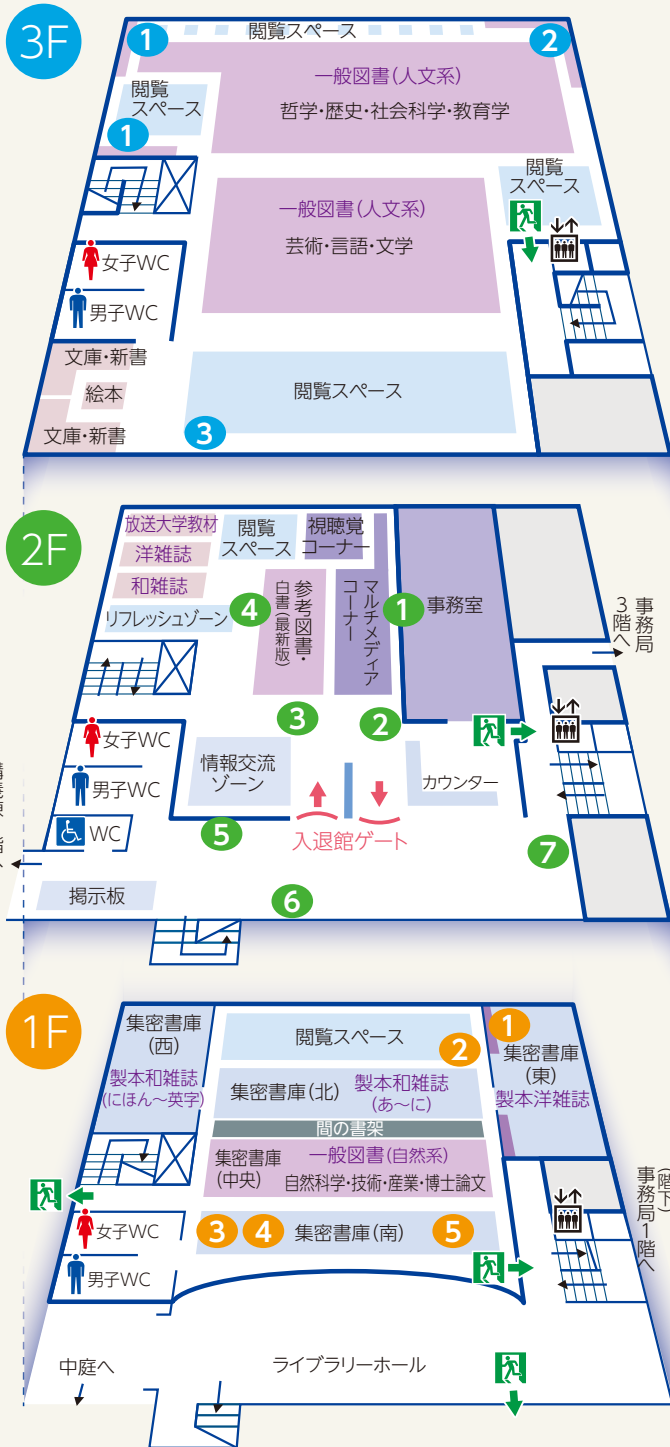 3F
1
閲覧スペース
2
一般図書(人文系)
哲学・歴史・社会科学・教育学
閲覧
スペース
1
閲覧
スペース
一般図書(人文系)
芸術・言語・文学
女子WC
男子WC
文庫・新書
絵本
文庫・新書
閲覧スペース
3
2F
放送大学教材
洋雑誌
和雑誌
リフレッシュゾーン
閲覧
スペース
視聴覚
コーナー
4
参考図書・
白書(最新版)
マルチメディア
コーナー
1
事務室
事務局
3階へ
3
2
女子WC
男子WC
WC
情報交流
ゾーン
カウンター
5
入退館ゲート
7
掲示板
6
1F
集密書庫
(西)
製本和雑誌
(にほん〜英字)
閲覧スペース
2
1
集密書庫
(東)
製本洋雑誌
集密書庫(北)
製本和雑誌
(あ〜に)
間の書架
集密書庫
(中央)
一般図書(自然系)
自然科学・技術・産業・博士論文
(階下)
事務局1階へ
3
4
集密書庫(南)
5
女子WC
男子WC
中庭へ
ライブラリーホール